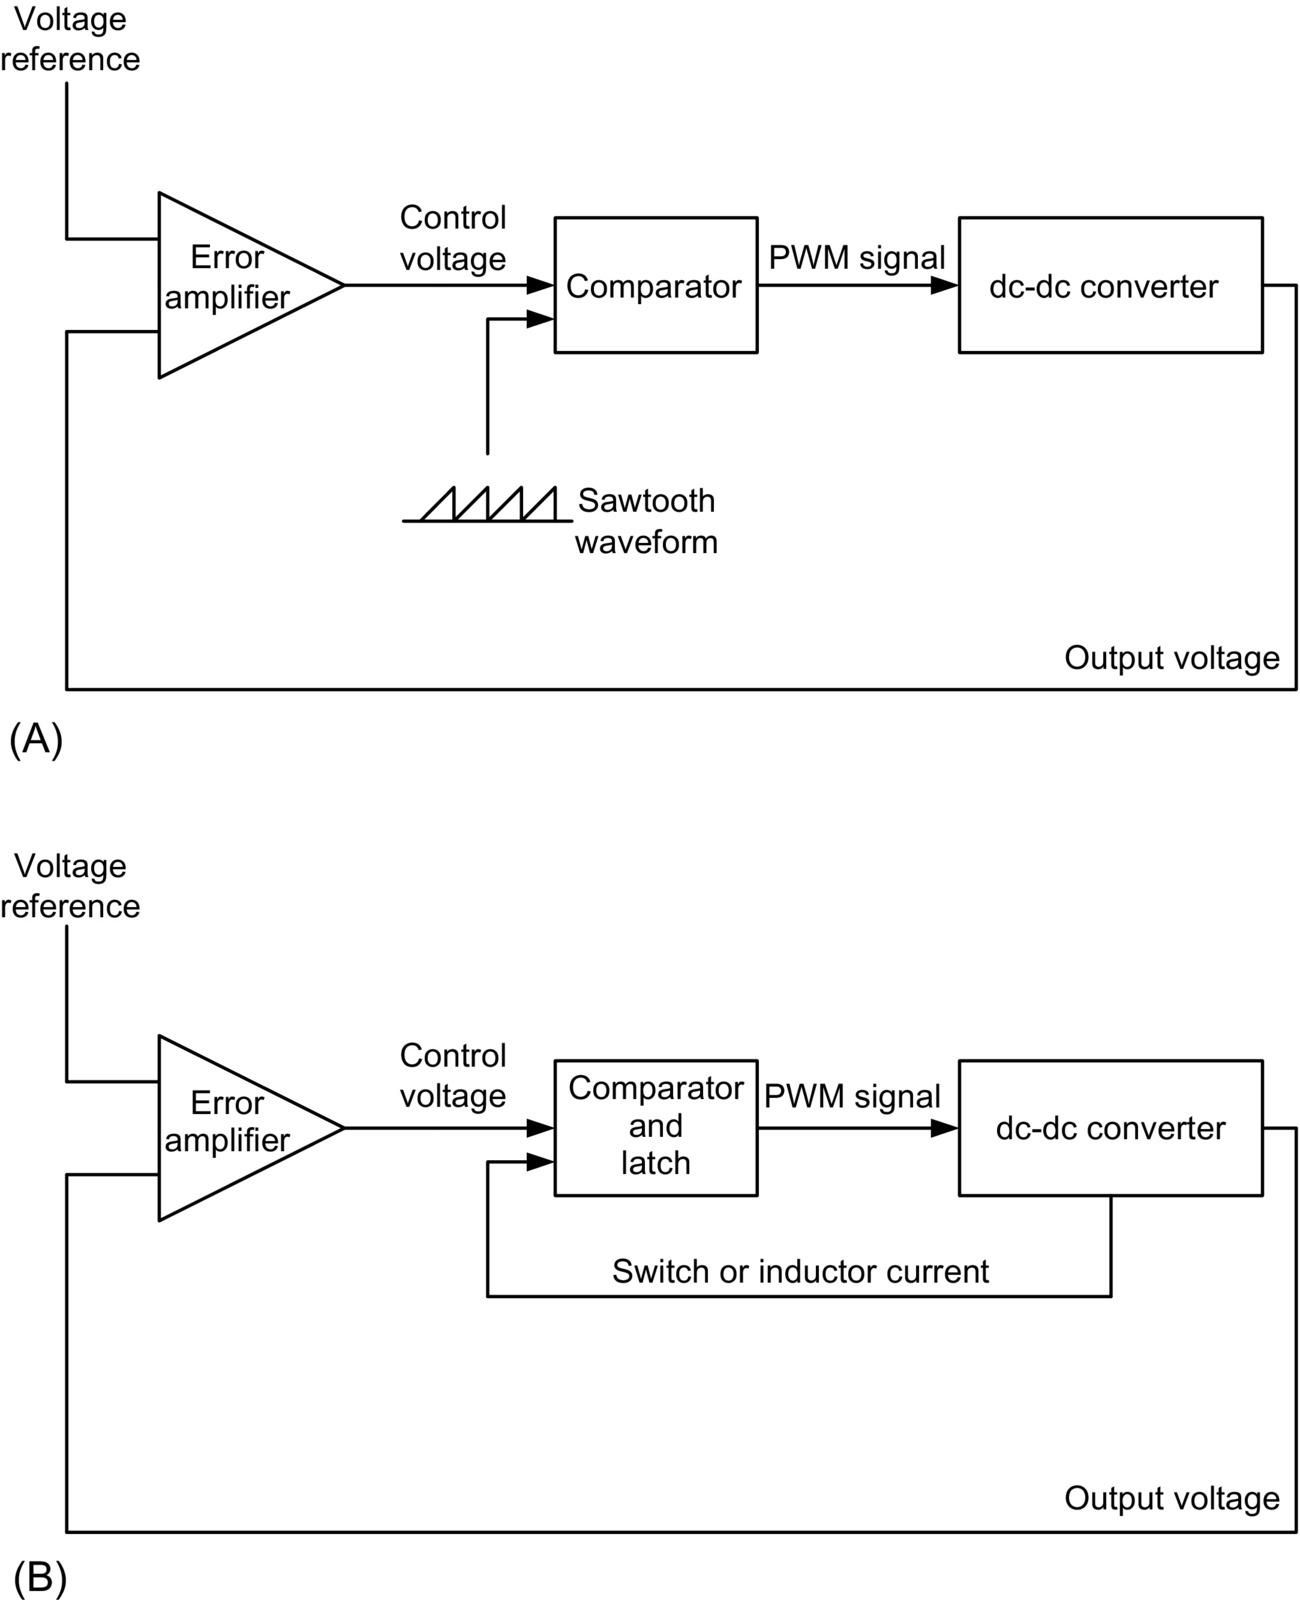 Voltage
reference
Error
amplifier
Control
voltage
Comparator
PWM signal
dc-dc converter
Sawtooth
waveform
Output voltage
(A)
Voltage
reference
Error
amplifier
Control
voltage
Comparator
and
latch
PWM signal
dc-dc converter
Switch or inductor current
Output voltage
(B)